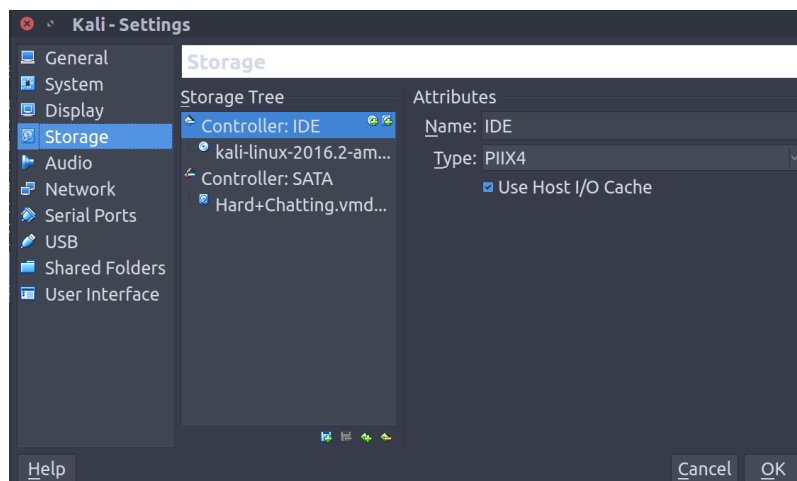 Kali - Settings
General
System
Display
Storage
Audio
Network
Serial Ports
USB
Shared Folders
User Interface
Storage
Storage Tree
Controller: IDE
kali-linux-2016.2-am...
Controller: SATA
Hard+Chatting.vmd...
Attributes
Name: IDE
Type: PIIX4
Use Host I/O Cache
Help
Cancel
OK